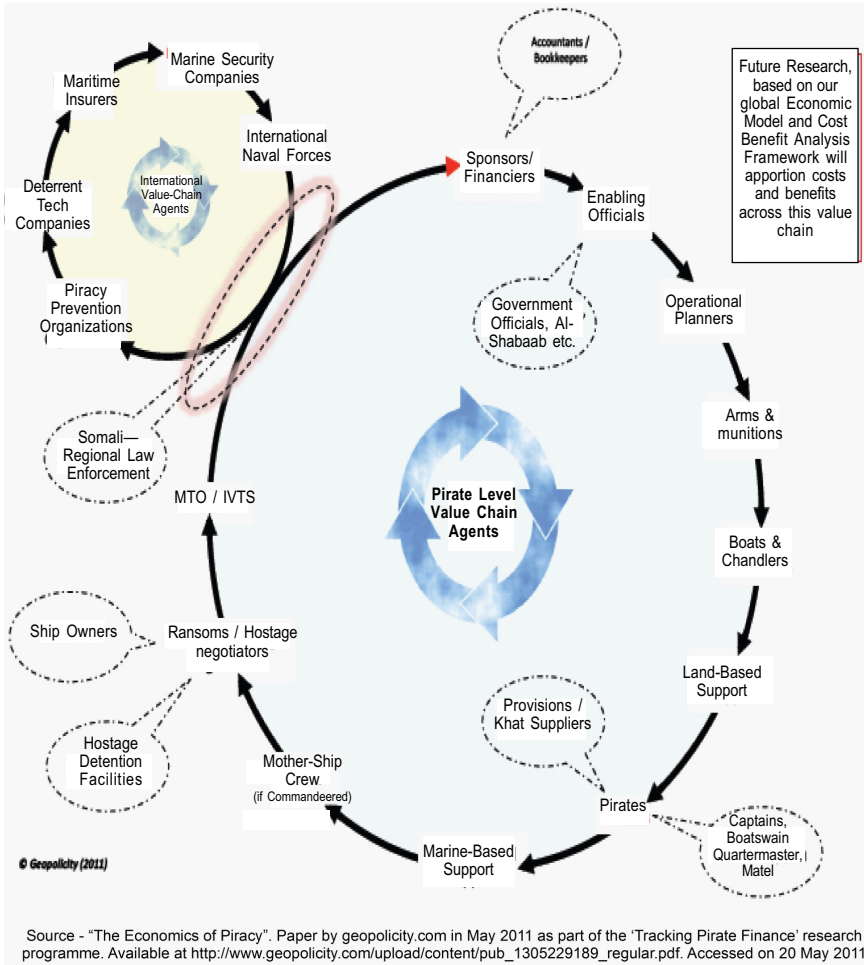 Accountants /
Bookkeepers
Marine Security
Companies
Maritime
Insurers
International
Naval Forces
International
Value-Chain
Agents
Deterrent
Tech
Companies
Piracy
Prevention
Organizations
Future Research,
based on our
global Economic
Model and Cost
Benefit Analysis
Framework will
apportion costs
and benefits
across this value
chain
Sponsors/
Financiers
Enabling
Officials
Government
Officials, Al-
Shabaab etc.
Operational
Planners
Arms &
munitions
Boats &
Chandlers
Land-Based
Support
Pirate Level
Value Chain
Agents
Somali—
Regional Law
Enforcement
MTO / IVTS
Ship Owners
Ransoms / Hostage
negotiators
Hostage
Detention
Facilities
Mother-Ship
Crew
(if Commandeered)
Provisions /
Khat Suppliers
Pirates
Captains,
Boatswain
Quartermaster,
Matel
Marine-Based
Support
© Geopolicity (2011)
Source - “The Economics of Piracy”. Paper by geopolicity.com in May 2011 as part of the ‘Tracking Pirate Finance’ research
programme. Available at http://www.geopolicity.com/upload/content/pub_1305229189_regular.pdf. Accessed on 20 May 2011